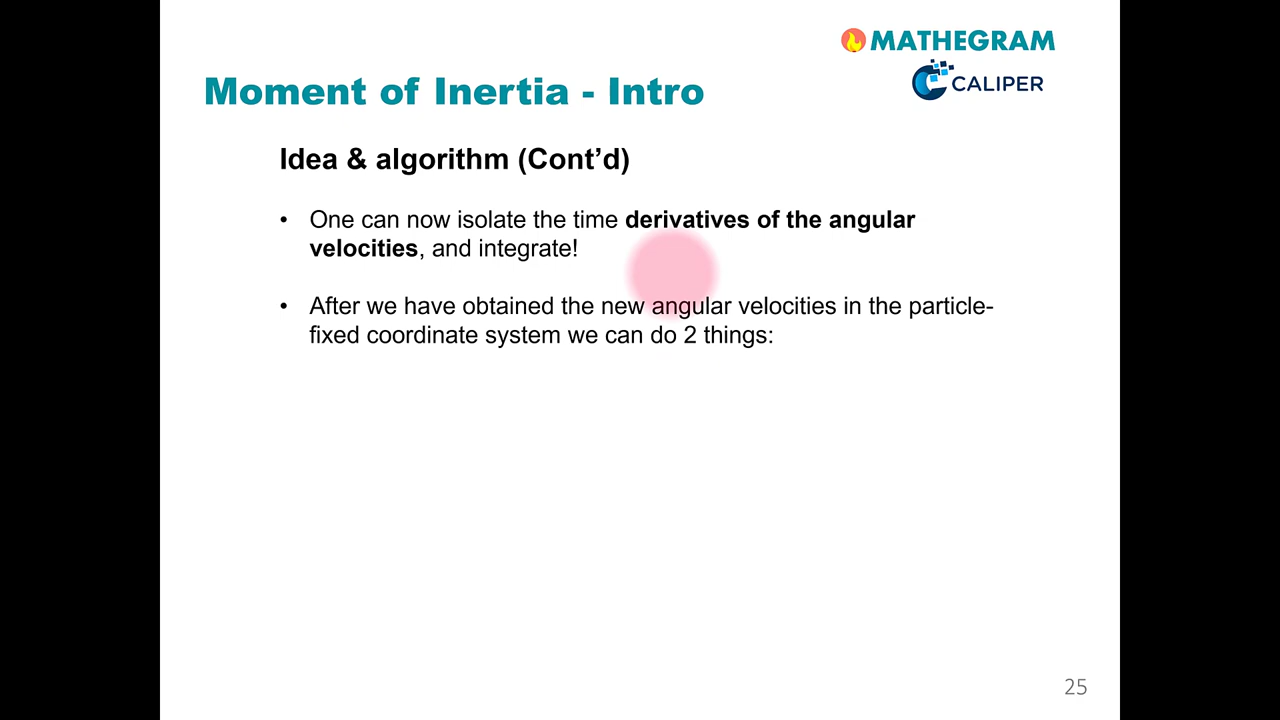 MATHEGRAM
CALIPER
Moment of Inertia - Intro
Idea & algorithm (Cont’d)
• One can now isolate the time derivatives of the angular
velocities, and integrate!
• After we have obtained the new angular velocities in the particle-
fixed coordinate system we can do 2 things:
25